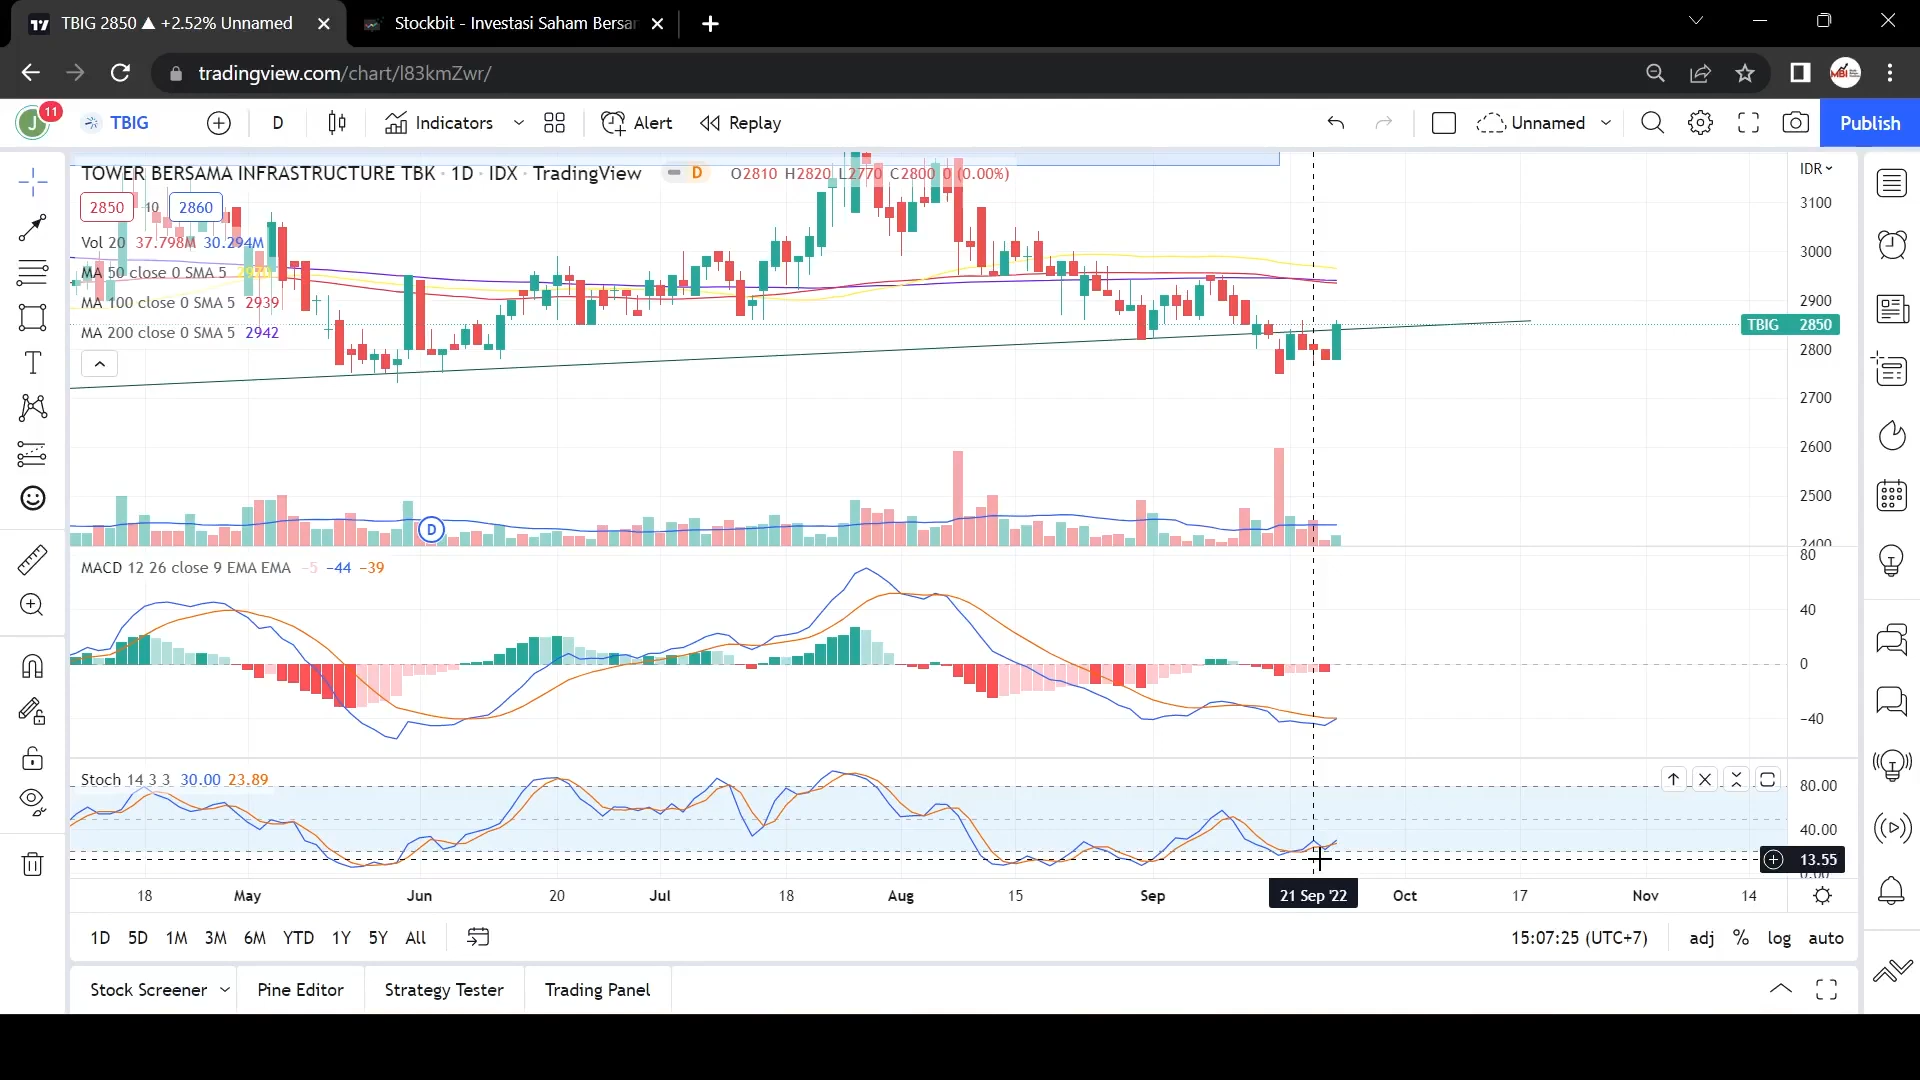 TBIG 2850 ▲ +2.52% Unnamed
Stockbit - Investasi Saham Bersar
tradingview.com/chart/l83kmZwr/
J 11 TBIG D Indicators Alert Replay Unnamed Publish
TOWER BERSAMA INFRASTRUCTURE TBK · 1D · IDX · TradingView D O2810 H2820 L2770 C2800 0 (0.00%)
IDR
2850 10 2860
Vol 20 37.798M 30.294M
MA 50 close 0 SMA 5
MA 100 close 0 SMA 5 2939
MA 200 close 0 SMA 5 2942
3100
3000
2900
TBIG 2850
2800
2700
2600
2500
2400
D
MACD 12 26 close 9 EMA EMA −5 −44 −39
80
40
0
−40
Stoch 14 3 3 30.00 23.89
80.00
40.00
13.55
0.00
18 May Jun 20 Jul 18 Aug 15 Sep 21 Sep '22 Oct 17 Nov 14
1D 5D 1M 3M 6M YTD 1Y 5Y All
15:07:25 (UTC+7) adj % log auto
Stock Screener Pine Editor Strategy Tester Trading Panel